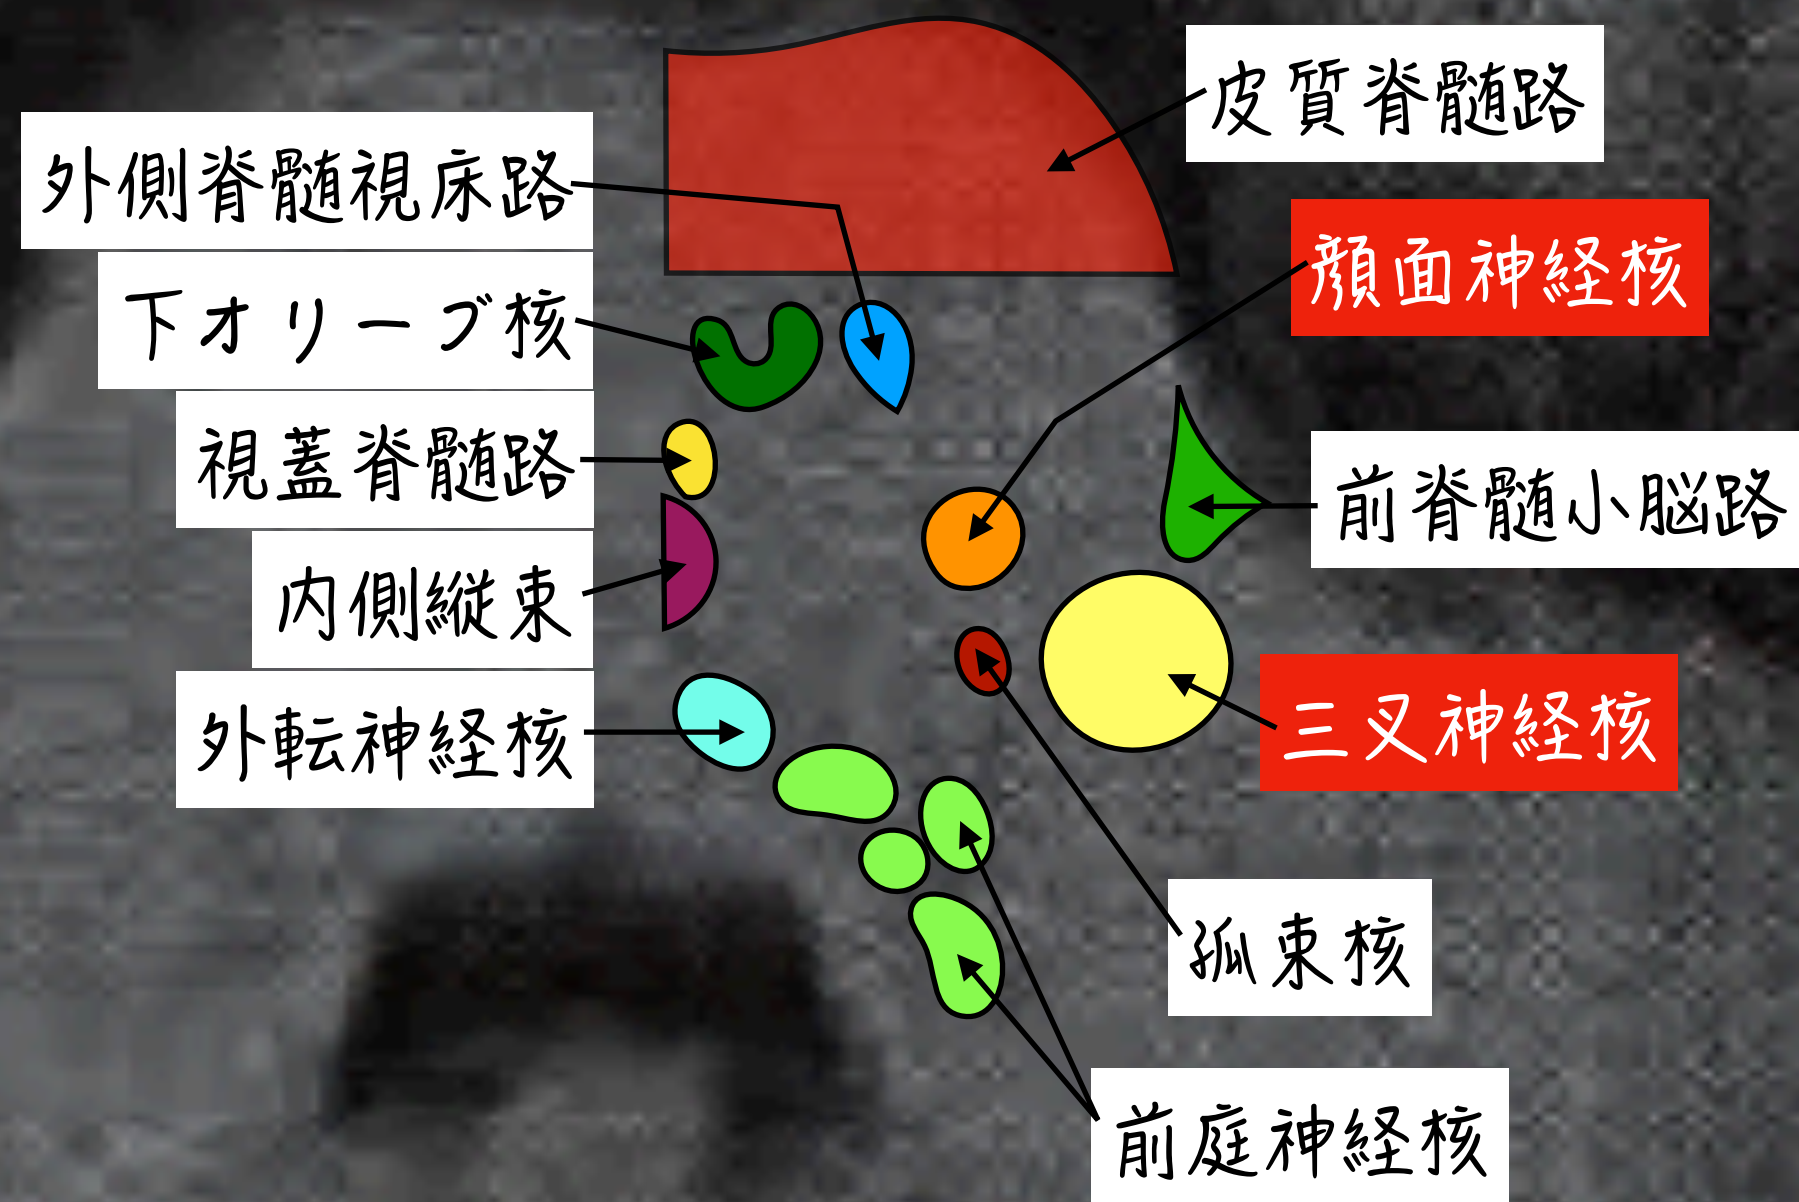 皮質脊髄路
外側脊髄視床路
顔面神経核
下オリーブ核
視蓋脊髄路
前脊髄小脳路
内側縦束
三叉神経核
外転神経核
孤束核
前庭神経核